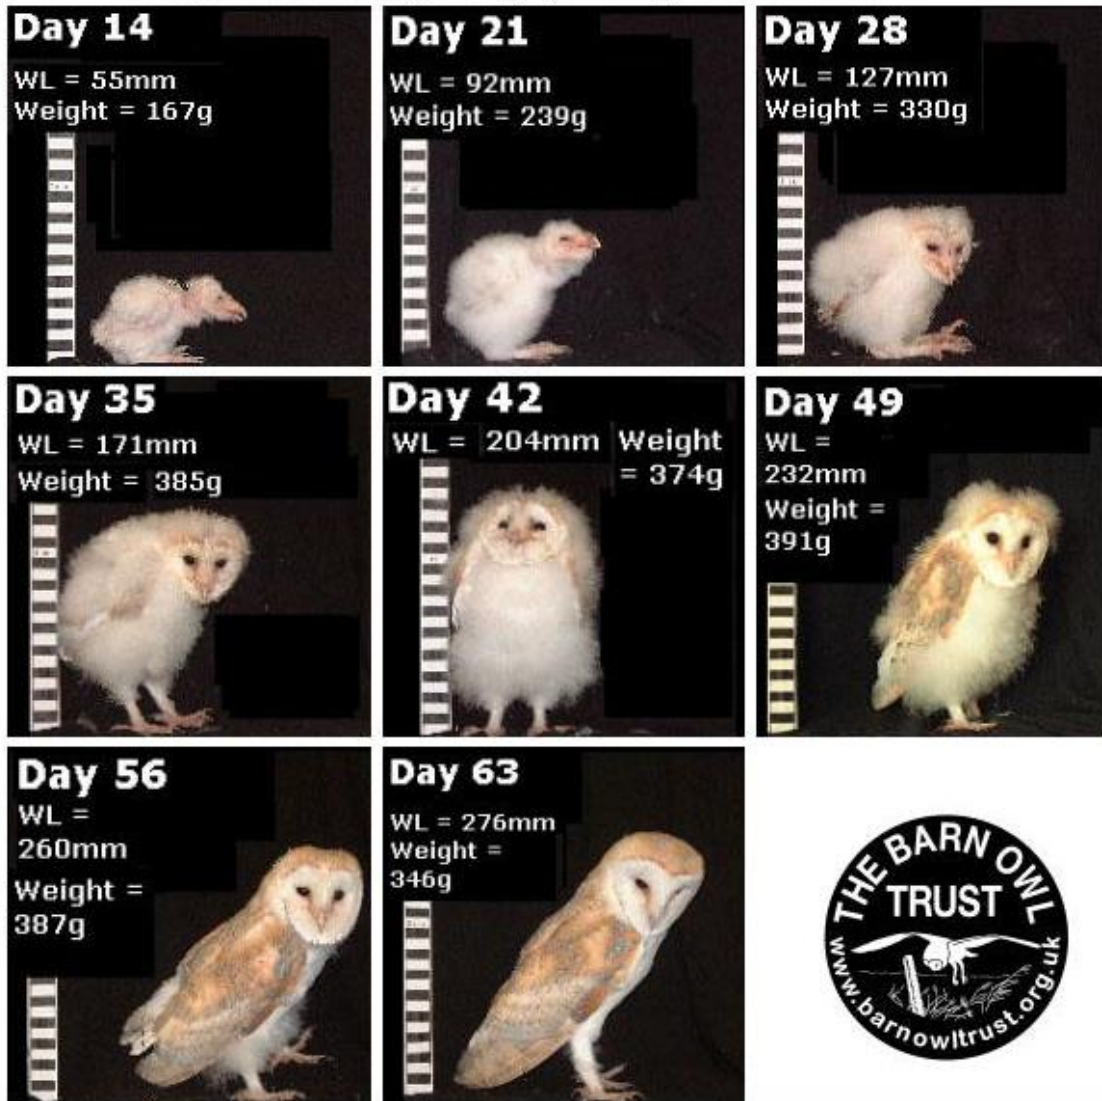 Day 14
WL = 55mm
Weight = 167g
Day 21
WL = 92mm
Weight = 239g
Day 28
WL = 127mm
Weight = 330g
Day 35
WL = 171mm
Weight = 385g
Day 42
WL = 204mm Weight
= 374g
Day 49
WL =
232mm
Weight =
391g
Day 56
WL =
260mm
Weight =
387g
Day 63
WL = 276mm
Weight =
346g
THE BARN OWL
TRUST
www.barnowltrust.org.uk